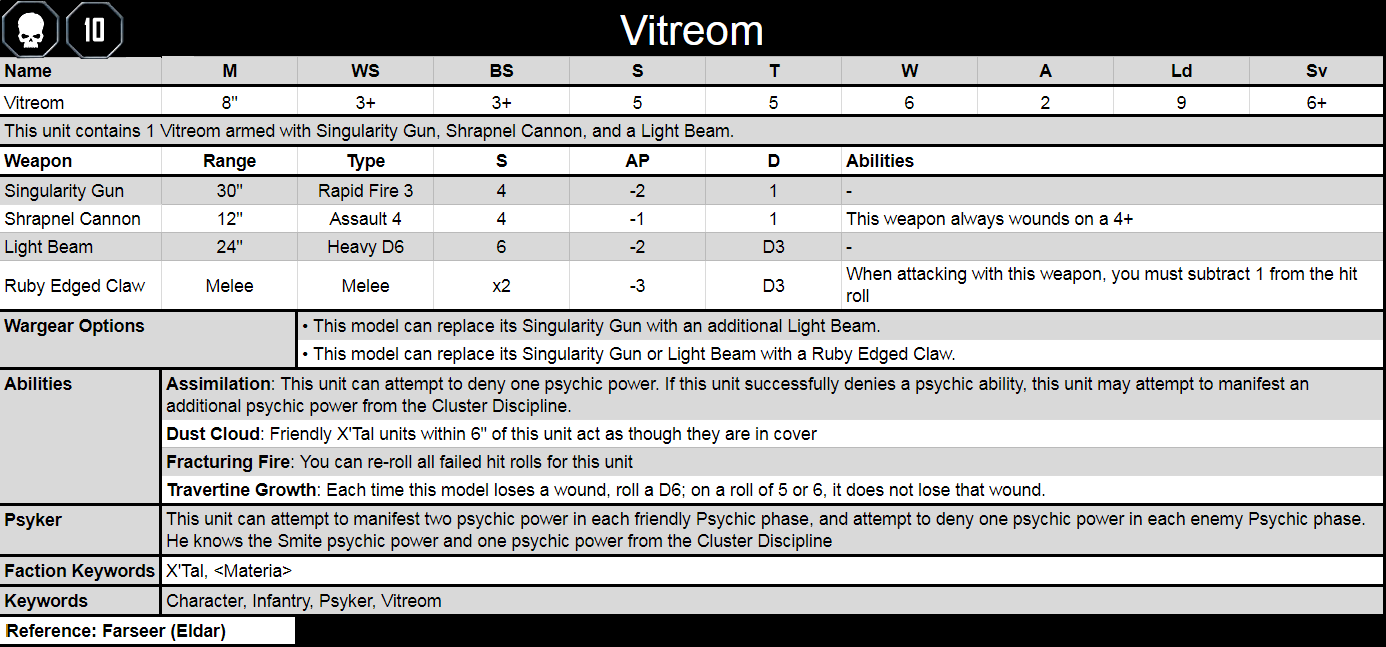 10
Vitreom
Name M WS BS S T W A Ld Sv
Vitreom 8" 3+ 3+ 5 5 6 2 9 6+
This unit contains 1 Vitreom armed with Singularity Gun, Shrapnel Cannon, and a Light Beam.
Weapon Range Type S AP D Abilities
Singularity Gun 30" Rapid Fire 3 4 -2 1 -
Shrapnel Cannon 12" Assault 4 4 -1 1 This weapon always wounds on a 4+
Light Beam 24" Heavy D6 6 -2 D3 -
Ruby Edged Claw Melee Melee x2 -3 D3 When attacking with this weapon, you must subtract 1 from the hit
roll
Wargear Options • This model can replace its Singularity Gun with an additional Light Beam.
• This model can replace its Singularity Gun or Light Beam with a Ruby Edged Claw.
Abilities Assimilation: This unit can attempt to deny one psychic power. If this unit successfully denies a psychic ability, this unit may attempt to manifest an
additional psychic power from the Cluster Discipline.
Dust Cloud: Friendly X'Tal units within 6" of this unit act as though they are in cover
Fracturing Fire: You can re-roll all failed hit rolls for this unit
Travertine Growth: Each time this model loses a wound, roll a D6; on a roll of 5 or 6, it does not lose that wound.
Psyker This unit can attempt to manifest two psychic power in each friendly Psychic phase, and attempt to deny one psychic power in each enemy Psychic phase.
He knows the Smite psychic power and one psychic power from the Cluster Discipline
Faction Keywords X'Tal, <Materia>
Keywords Character, Infantry, Psyker, Vitreom
Reference: Farseer (Eldar)